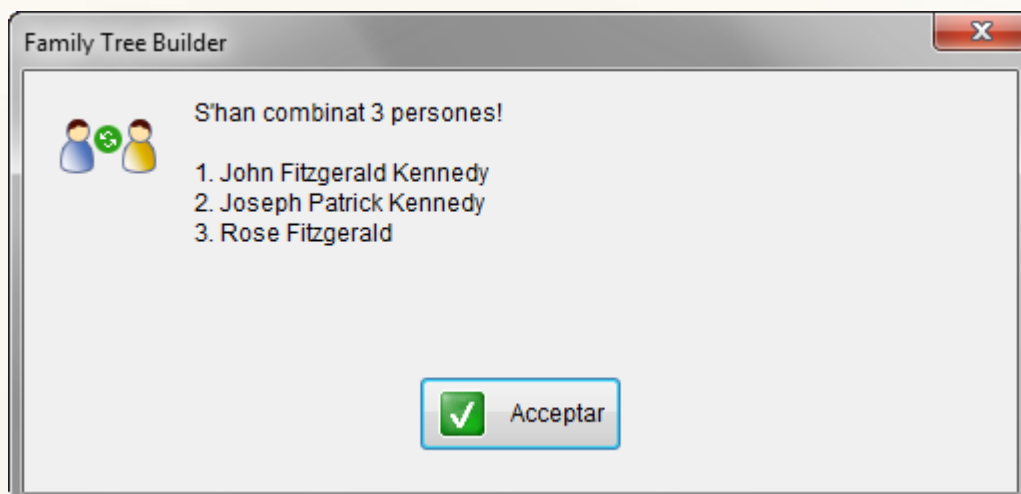 Family Tree Builder
S'han combinat 3 persones!
1. John Fitzgerald Kennedy
2. Joseph Patrick Kennedy
3. Rose Fitzgerald
Acceptar